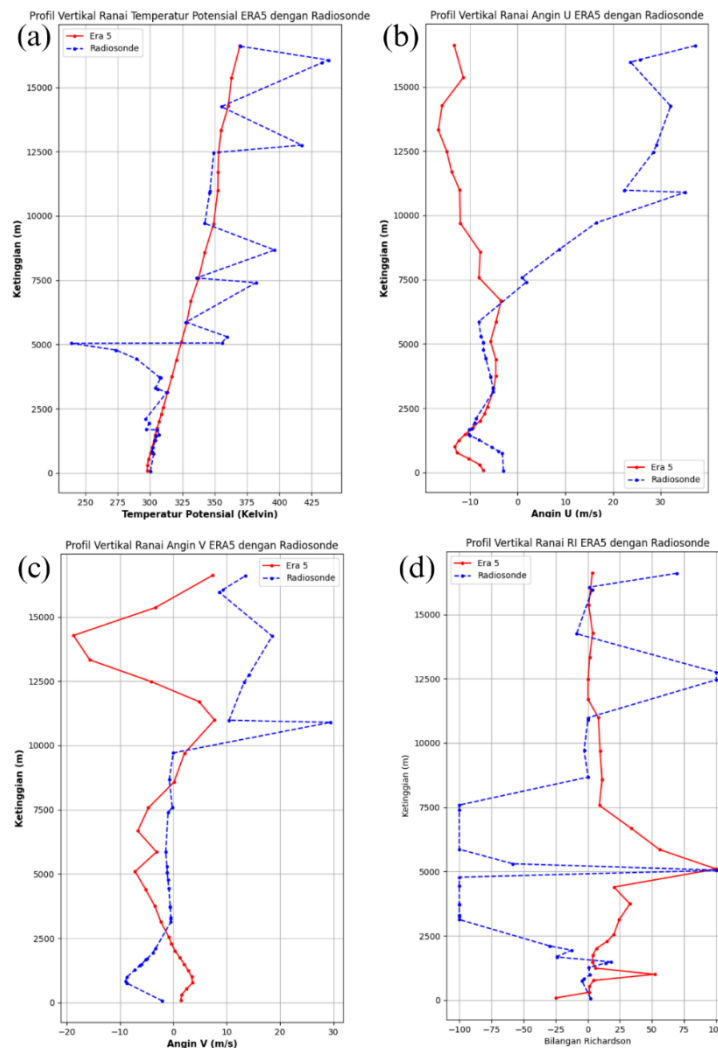 Profil Vertikal Ranai Temperatur Potensial ERA5 dengan Radiosonde
(a)
Era 5
Radiosonde
Ketinggian (m)
15000
12500
10000
7500
5000
2500
0
240 275 300 325 350 375 400 425
Temperatur Potensial (Kelvin)
Profil Vertikal Ranai Angin U ERA5 dengan Radiosonde
(b)
Ketinggian (m)
15000
12500
10000
7500
5000
2500
0
Era 5
Radiosonde
−10 0 10 20 30
Angin U (m/s)
Profil Vertikal Ranai Angin V ERA5 dengan Radiosonde
(c)
Era 5
Radiosonde
Ketinggian (m)
15000
12500
10000
7500
5000
2500
0
−20 −10 0 10 20 30
Angin V (m/s)
Profil Vertikal Ranai RI ERA5 dengan Radiosonde
Era 5
Radiosonde
(d)
Ketinggian (m)
15000
12500
10000
7500
5000
2500
0
−100 −75 −50 −25 0 25 50 75 100
Bilangan Richardson